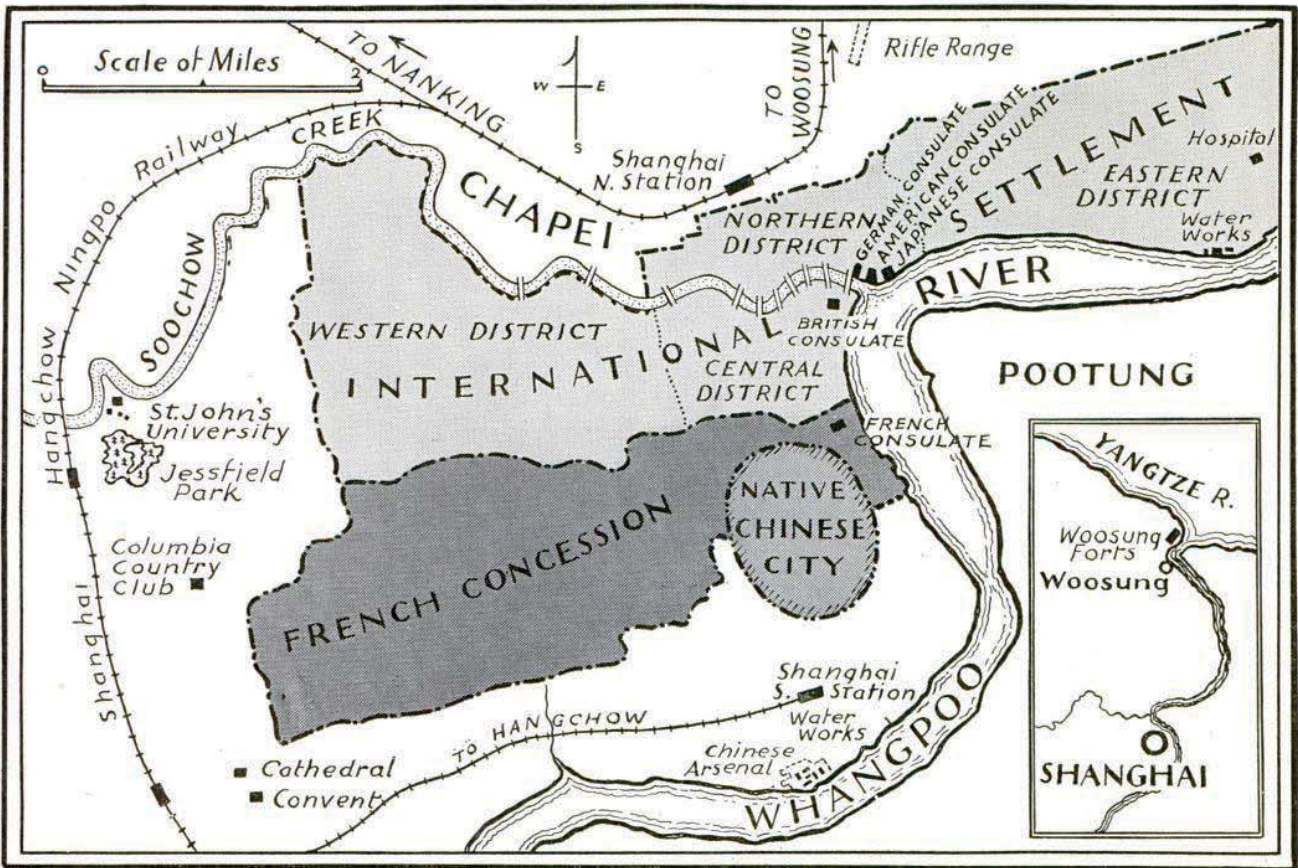 Scale of Miles
0 2
TO NANKING
W E
S
TO WOOSUNG
Rifle Range
Shanghai Hangchow Ningpo Railway
SOOCHOW CREEK
CHAPEI
Shanghai
N. Station
NORTHERN
DISTRICT
GERMAN CONSULATE
AMERICAN CONSULATE
JAPANESE CONSULATE
INTERNATIONAL SETTLEMENT
Hospital
EASTERN
DISTRICT
Water
Works
WHANGPOO RIVER
WESTERN DISTRICT
BRITISH
CONSULATE
CENTRAL
DISTRICT
POOTUNG
St. John's
University
Jessfield
Park
FRENCH
CONSULATE
NATIVE
CHINESE
CITY
Columbia
Country
Club
FRENCH CONCESSION
Shanghai
S. Station
TO HANGCHOW
Water
Works
Chinese
Arsenal
Cathedral
Convent
YANGTZE R.
Woosung
Forts
Woosung
SHANGHAI